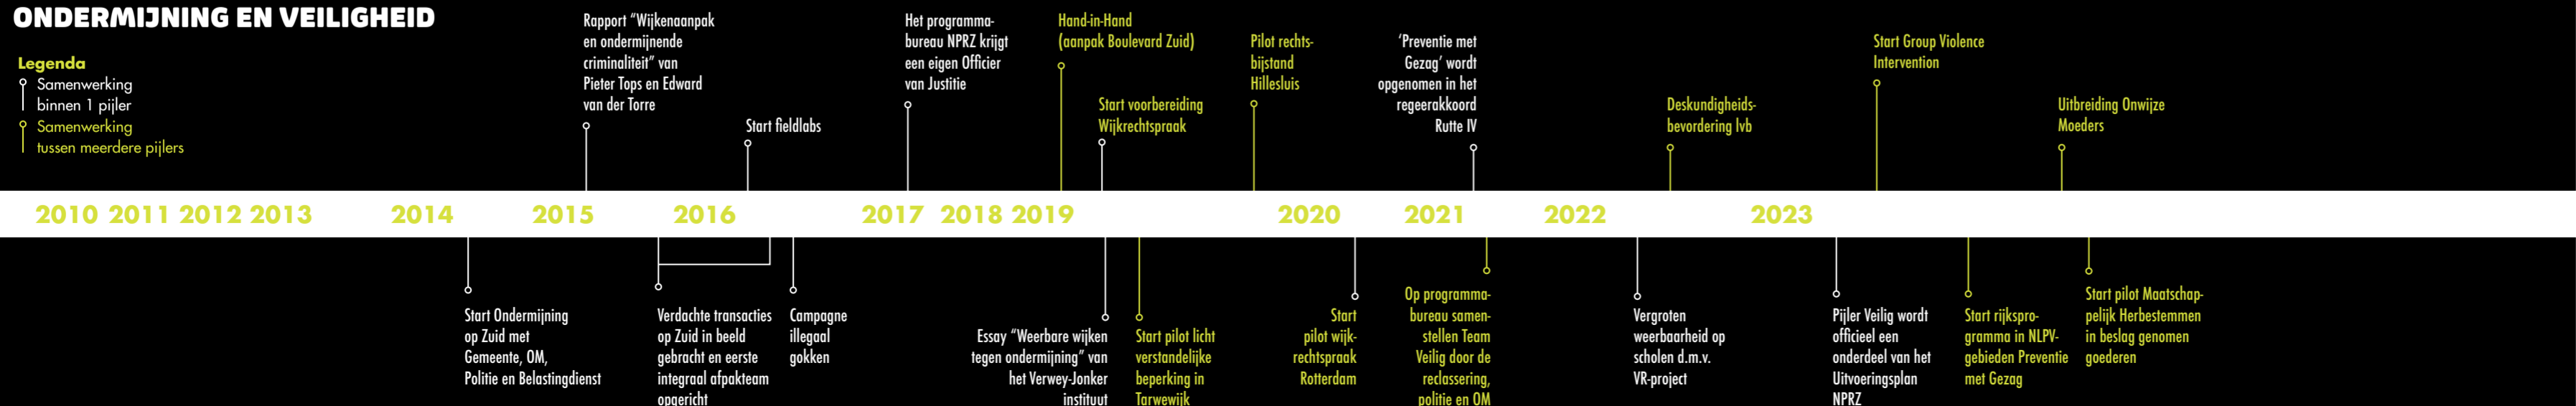 ONDERMIJNING EN VEILIGHEID
Legenda
Samenwerking
binnen 1 pijler
Samenwerking
tussen meerdere pijlers
Rapport “Wijkenaanpak
en ondermijnende
criminaliteit” van
Pieter Tops en Edward
van der Torre
Start fieldlabs
Het programma-
bureau NPRZ krijgt
een eigen Officier
van Justitie
Hand-in-Hand
(aanpak Boulevard Zuid)
Start voorbereiding
Wijkrechtspraak
Pilot rechts-
bijstand
Hillesluis
‘Preventie met
Gezag’ wordt
opgenomen in het
regeerakkoord
Rutte IV
Deskundigheids-
bevordering lvb
Start Group Violence
Intervention
Uitbreiding Onwijze
Moeders
2010 2011 2012 2013 2014 2015 2016 2017 2018 2019 2020 2021 2022 2023
Start Ondermijning
op Zuid met
Gemeente, OM,
Politie en Belastingdienst
Verdachte transacties
op Zuid in beeld
gebracht en eerste
integraal afpakteam
opgericht
Campagne
illegaal
gokken
Essay “Weerbare wijken
tegen ondermijning” van
het Verwey-Jonker
instituut
Start pilot licht
verstandelijke
beperking in
Tarwewijk
Start
pilot wijk-
rechtspraak
Rotterdam
Op programma-
bureau samen-
stellen Team
Veilig door de
reclassering,
politie en OM
Vergroten
weerbaarheid op
scholen d.m.v.
VR-project
Pijler Veilig wordt
officieel een
onderdeel van het
Uitvoeringsplan
NPRZ
Start rijkspro-
gramma in NLPV-
gebieden Preventie
met Gezag
Start pilot Maatschap-
pelijk Herbestemmen
in beslag genomen
goederen